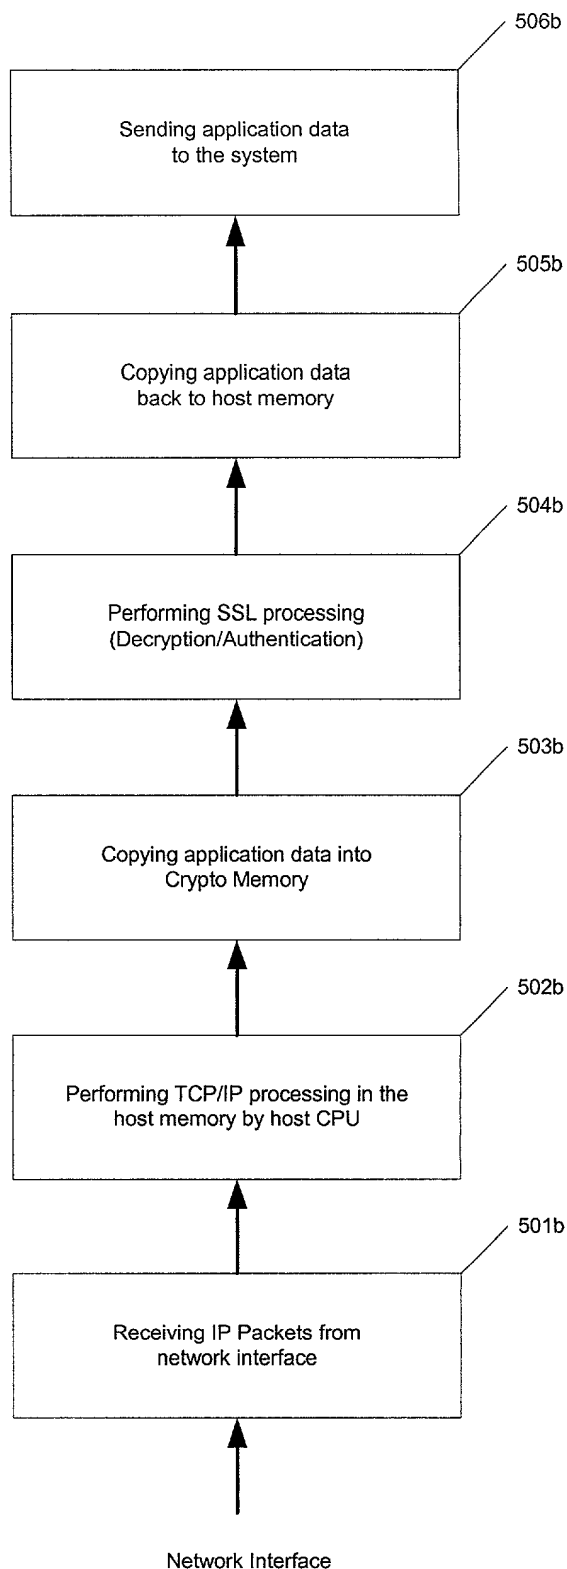 506b
Sending application data
to the system
505b
Copying application data
back to host memory
504b
Performing SSL processing
(Decryption/Authentication)
503b
Copying application data into
Crypto Memory
502b
Performing TCP/IP processing in the
host memory by host CPU
501b
Receiving IP Packets from
network interface
Network Interface